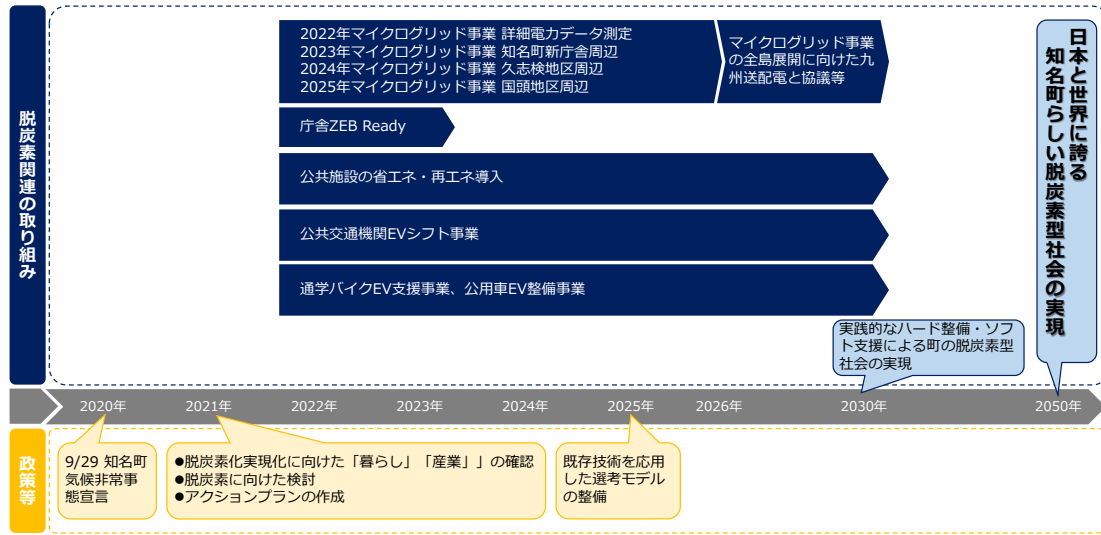 脱炭素関連の取り組み
2022年マイクログリッド事業 詳細電力データ測定
2023年マイクログリッド事業 知名町新庁舎周辺
2024年マイクログリッド事業 久志検地区周辺
2025年マイクログリッド事業 国頭地区周辺
マイクログリッド事業
の全島展開に向けた九
州送配電と協議等
庁舎ZEB Ready
公共施設の省エネ・再エネ導入
公共交通機関EVシフト事業
通学バイクEV支援事業、公用車EV整備事業
日本と世界に誇る
知名町らしい脱炭素型社会の実現
実践的なハード整備・ソフ
ト支援による町の脱炭素型
社会の実現
2020年
2021年
2022年
2023年
2024年
2025年
2026年
2030年
2050年
政策等
9/29 知名町
気候非常事
態宣言
●脱炭素化実現化に向けた「暮らし」「産業」」の確認
●脱炭素に向けた検討
●アクションプランの作成
既存技術を応用
した選考モデル
の整備